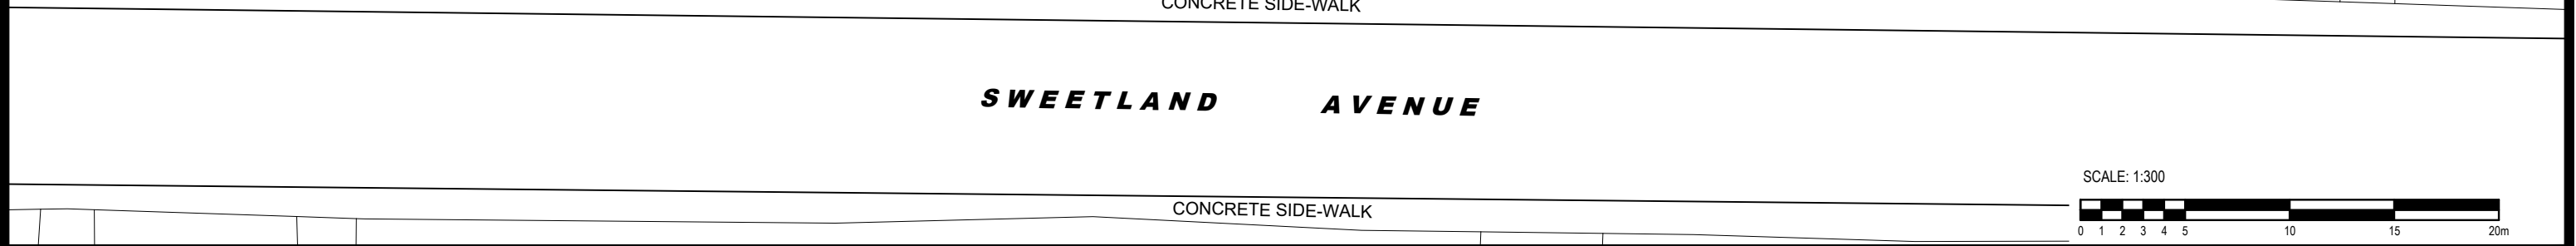 CONCRETE SIDE-WALK
SWEETLAND AVENUE
SCALE: 1:300
CONCRETE SIDE-WALK
0 1 2 3 4 5 10 15 20m